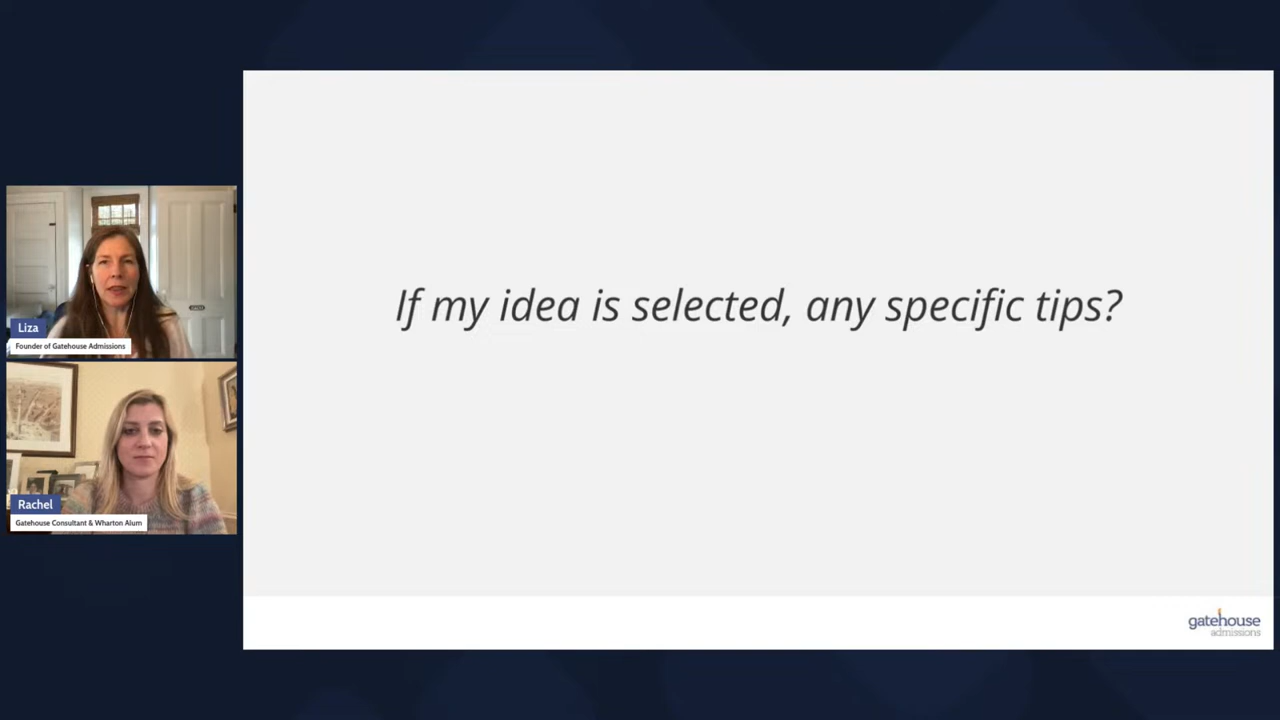 If my idea is selected, any specific tips?
Liza
Founder of Gatehouse Admissions
Rachel
Gatehouse Consultant & Wharton Alum
gatehouse
admissions